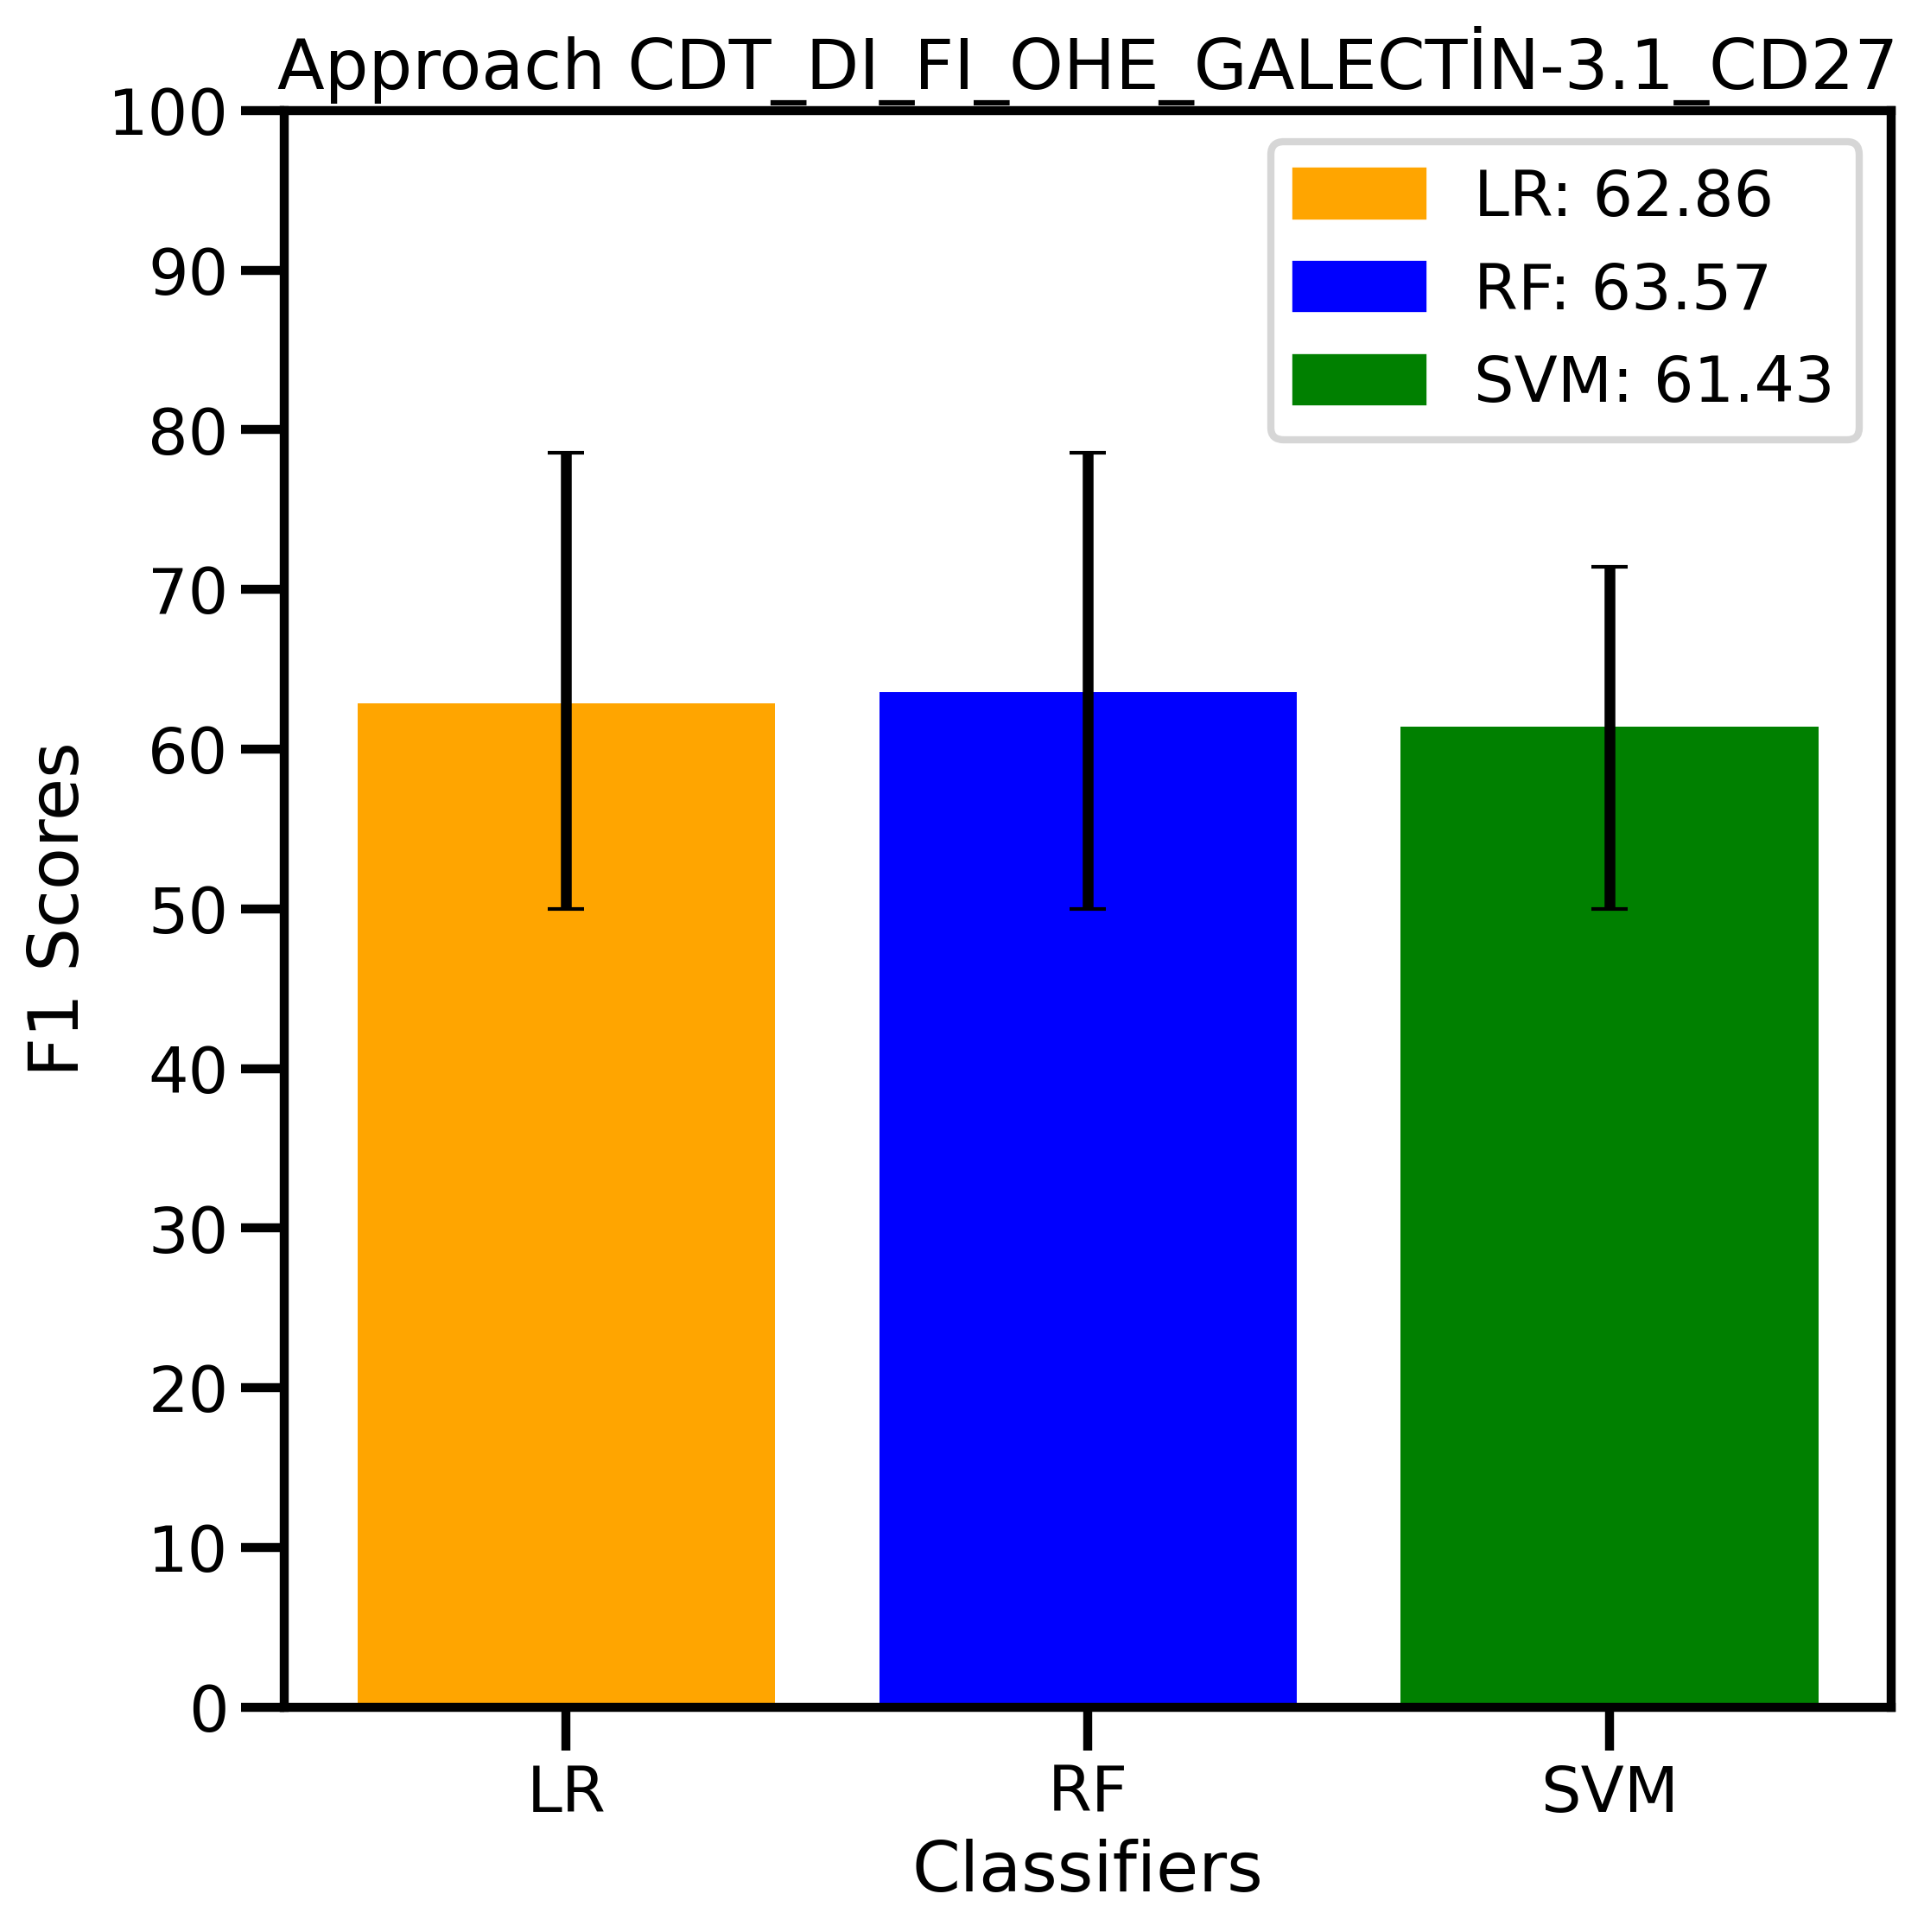 Approach CDT_DI_FI_OHE_GALECTİN-3.1_CD27
LR: 62.86
RF: 63.57
SVM: 61.43
F1 Scores
100
90
80
70
60
50
40
30
20
10
0
LR
RF
SVM
Classifiers